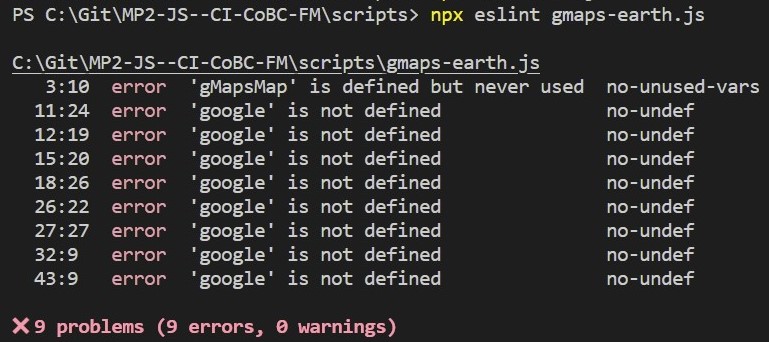 PS C:\Git\MP2-JS--CI-CoBC-FM\scripts> npx eslint gmaps-earth.js
C:\Git\MP2-JS--CI-CoBC-FM\scripts\gmaps-earth.js
3:10 error 'gMapsMap' is defined but never used no-unused-vars
11:24 error 'google' is not defined no-undef
12:19 error 'google' is not defined no-undef
15:20 error 'google' is not defined no-undef
18:26 error 'google' is not defined no-undef
26:22 error 'google' is not defined no-undef
27:27 error 'google' is not defined no-undef
32:9 error 'google' is not defined no-undef
43:9 error 'google' is not defined no-undef
❌9 problems (9 errors, 0 warnings)